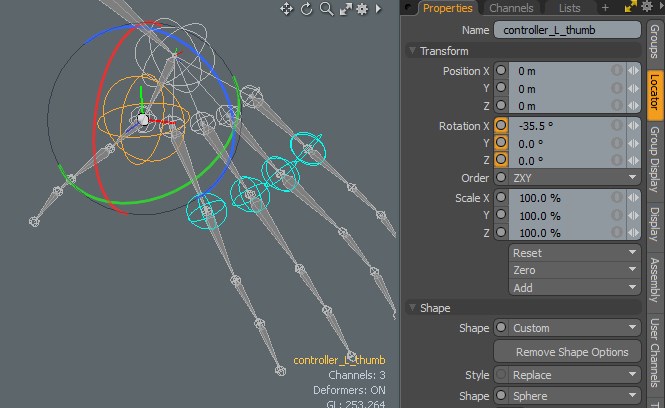 Properties Channels Lists +
Name controller_L_thumb
Transform
Position X 0 m
Y 0 m
Z 0 m
Rotation X -35.5 °
Y 0.0 °
Z 0.0 °
Order ZXY
Scale X 100.0 %
Y 100.0 %
Z 100.0 %
Reset
Zero
Add
Shape
Shape Custom
Remove Shape Options
Style Replace
Shape Sphere
Groups
Locator
Group Display
Display
Assembly
User Channels
controller_L_thumb
Channels: 3
Deformers: ON
GL: 253,264